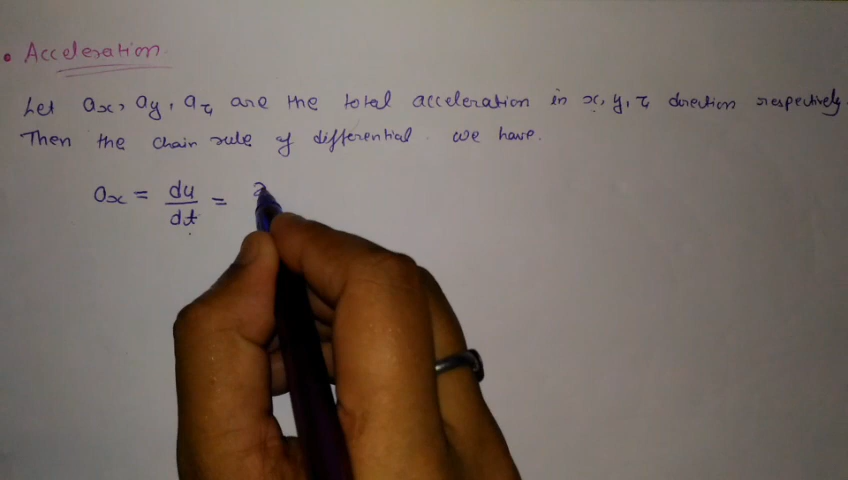 • Acceleration.
Let ax, ay, az are the total acceleration in x, y, z direction respectively.
Then the chain rule of differential. we have.
ax = du/dt = ∂